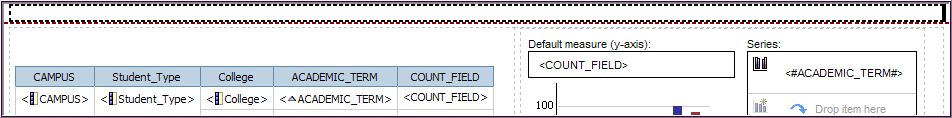 CAMPUS Student_Type College ACADEMIC_TERM COUNT_FIELD
<CAMPUS> <Student_Type> <College> <ACADEMIC_TERM> <COUNT_FIELD>
Default measure (y-axis):
<COUNT_FIELD>
100
Series:
<#ACADEMIC_TERM#>
Drop item here